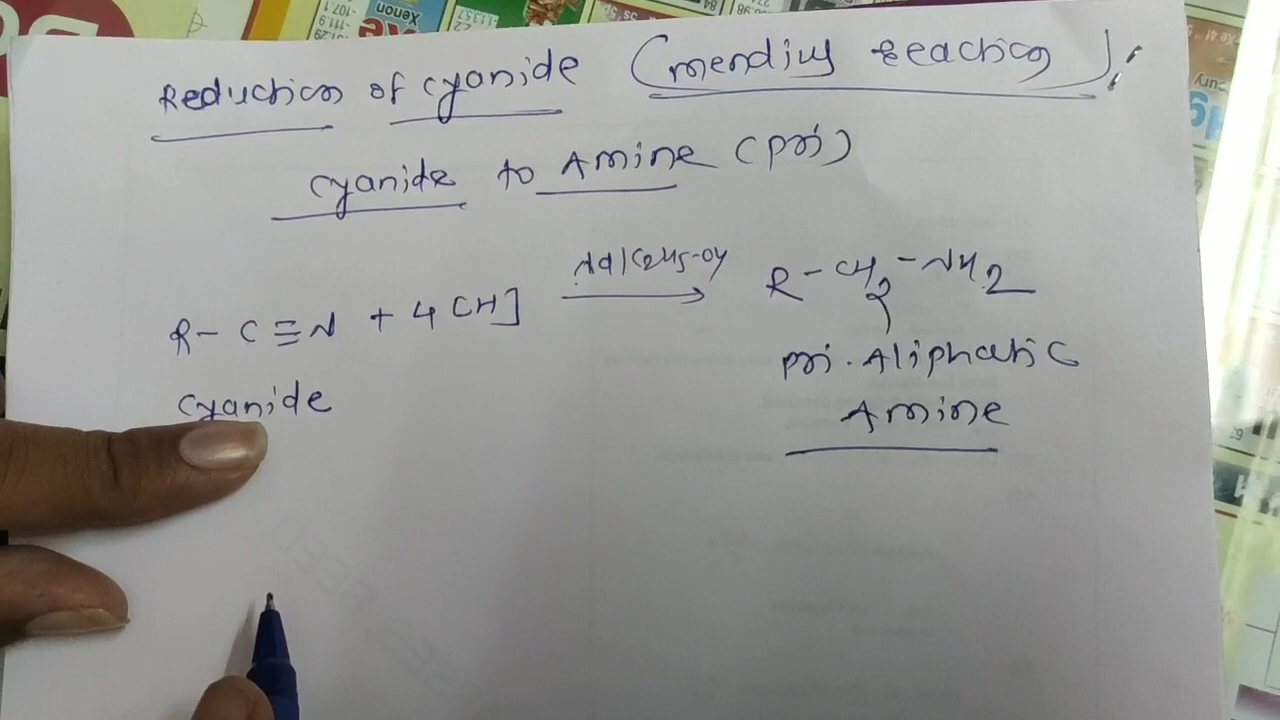 Xenon
Reduction of cyanide (mendius reaction):
cyanide to Amine (pri)
R - C ≡ N + 4 [H] Na/C2H5-OH → R - CH2 - NH2
cyanide
pri. Aliphatic
Amine